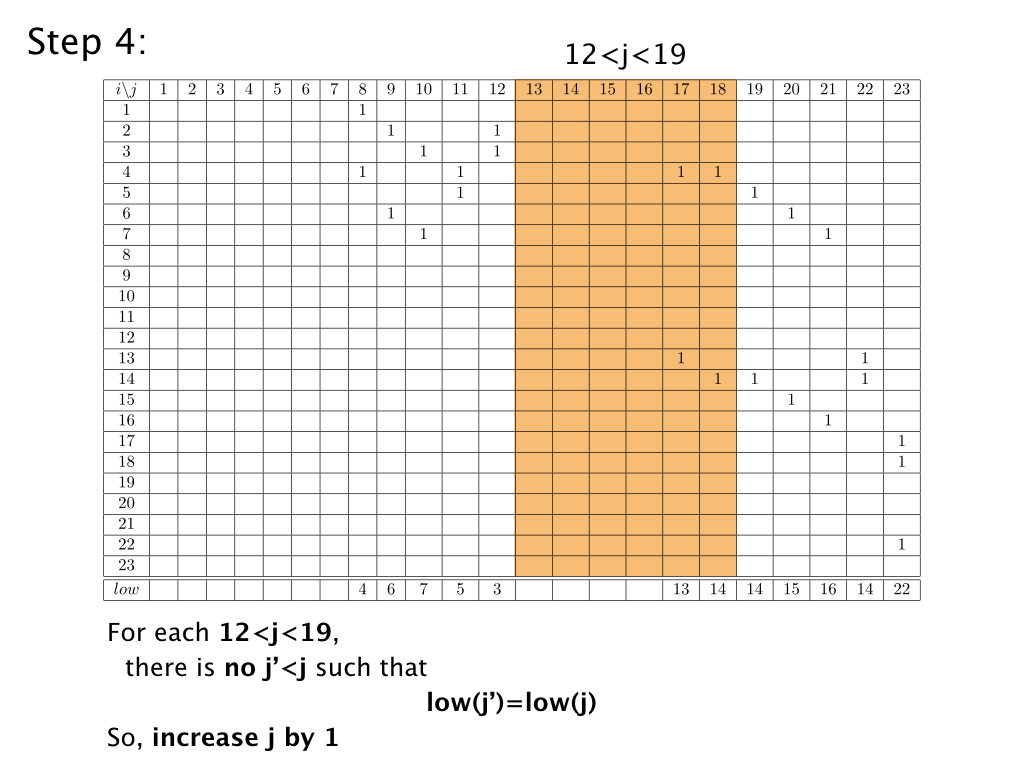 Step 4:
12<j<19
i\j 1 2 3 4 5 6 7 8 9 10 11 12 13 14 15 16 17 18 19 20 21 22 23
1 1
2 1 1
3 1 1
4 1 1 1 1
5 1 1
6 1 1
7 1 1
8
9
10
11
12
13 1 1
14 1 1 1
15 1
16 1
17 1
18 1
19
20
21
22 1
23
low 4 6 7 5 3 13 14 14 15 16 14 22
For each 12<j<19,
there is no j’<j such that
low(j’)=low(j)
So, increase j by 1